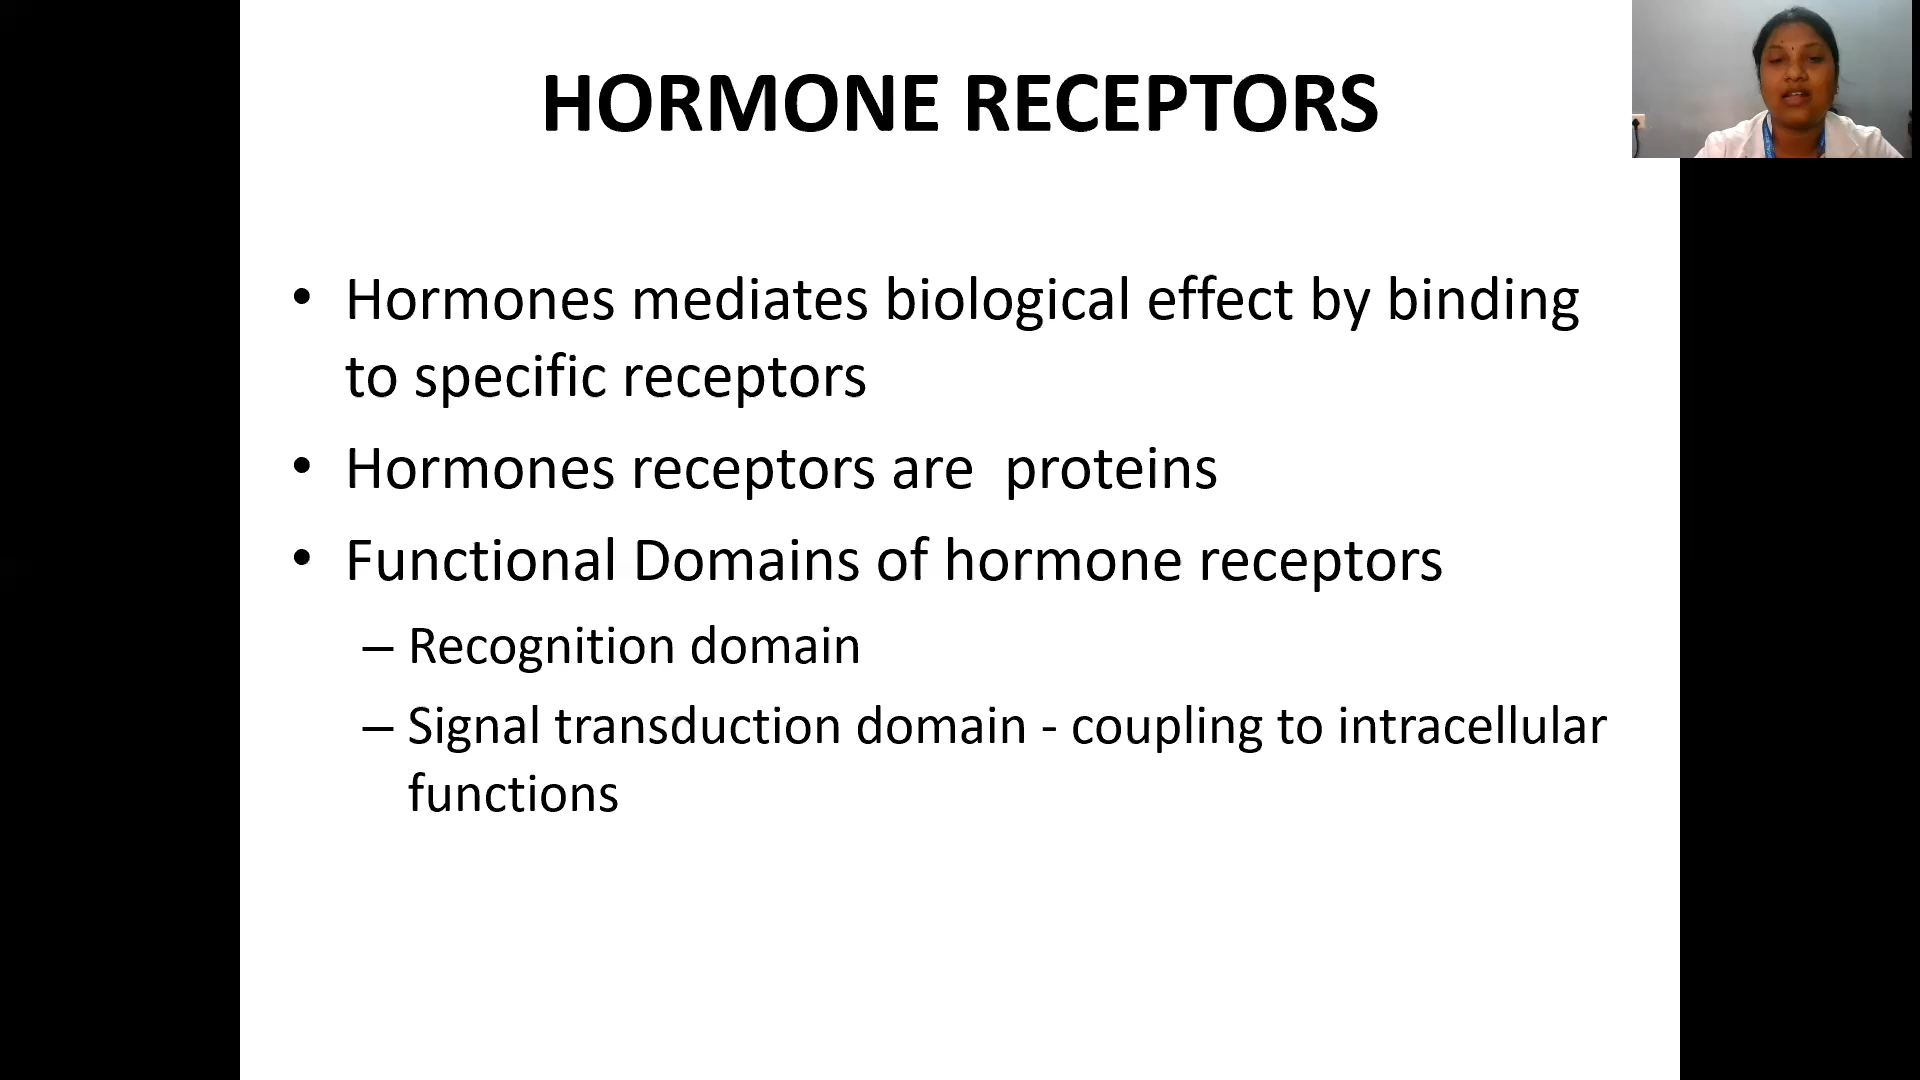 HORMONE RECEPTORS
• Hormones mediates biological effect by binding
to specific receptors
• Hormones receptors are  proteins
• Functional Domains of hormone receptors
– Recognition domain
– Signal transduction domain - coupling to intracellular
functions